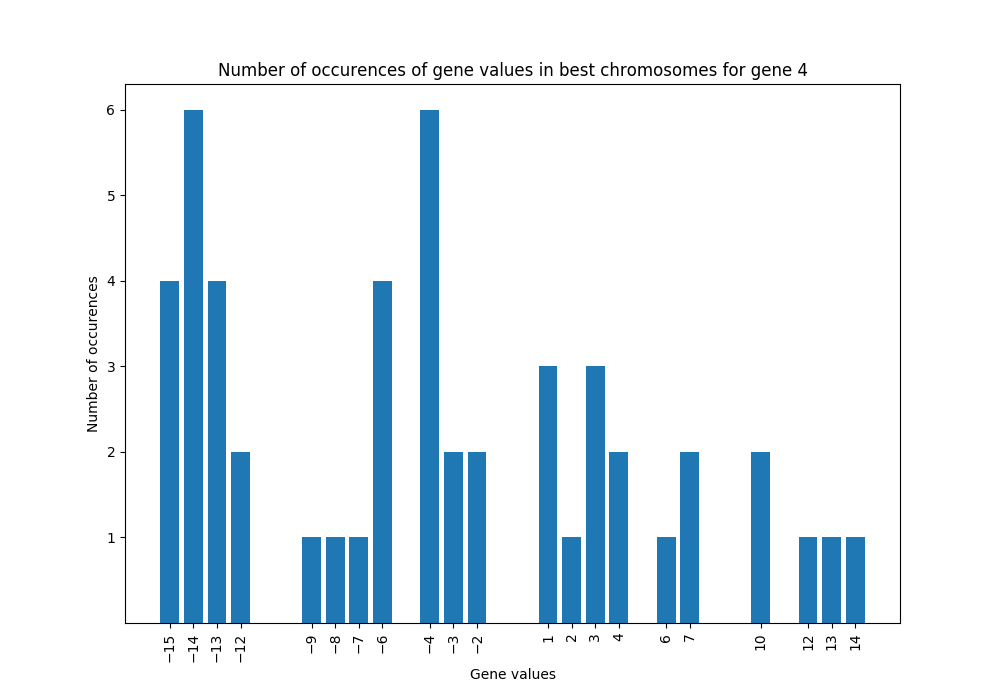 Number of occurences of gene values in best chromosomes for gene 4
6
5
4
3
2
1
Number of occurences
−15 −14 −13 −12 −9 −8 −7 −6 −4 −3 −2 1 2 3 4 6 7 10 12 13 14
Gene values